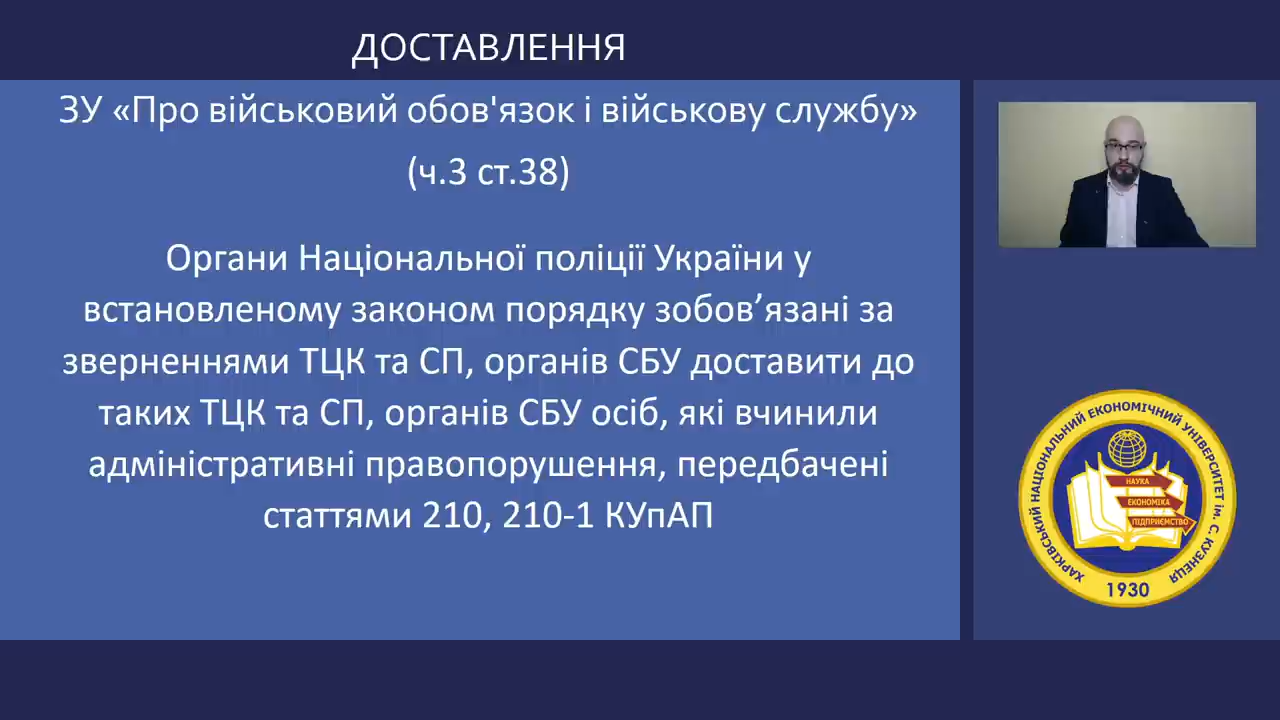 ДОСТАВЛЕННЯ
ЗУ «Про військовий обов'язок і військову службу»
(ч.3 ст.38)
Органи Національної поліції України у
встановленому законом порядку зобов’язані за
зверненнями ТЦК та СП, органів СБУ доставити до
таких ТЦК та СП, органів СБУ осіб, які вчинили
адміністративні правопорушення, передбачені
статтями 210, 210-1 КУпАП
ХАРКІВСЬКИЙ НАЦІОНАЛЬНИЙ ЕКОНОМІЧНИЙ УНІВЕРСИТЕТ ім. С. КУЗНЕЦЯ
НАУКА
ЕКОНОМІКА
ПІДПРИЄМСТВО
1930